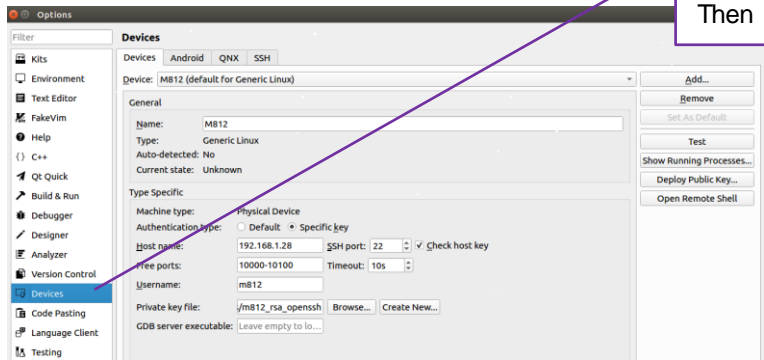 Then
Options
Filter
Devices
Kits
Environment
Text Editor
FakeVim
Help
{} C++
Qt Quick
Build & Run
Debugger
Designer
Analyzer
Version Control
Devices
Code Pasting
Language Client
Testing
Devices Android QNX SSH
Device: M812 (default for Generic Linux)
General
Name: M812
Type: Generic Linux
Auto-detected: No
Current state: Unknown
Type Specific
Machine type: Physical Device
Authentication type: Default Specific key
Host name: 192.168.1.28 SSH port: 22 Check host key
Free ports: 10000-10100 Timeout: 10s
Username: m812
Private key file: /m812_rsa_openssh Browse... Create New...
GDB server executable: Leave empty to lo...
Add...
Remove
Set As Default
Test
Show Running Processes...
Deploy Public Key...
Open Remote Shell